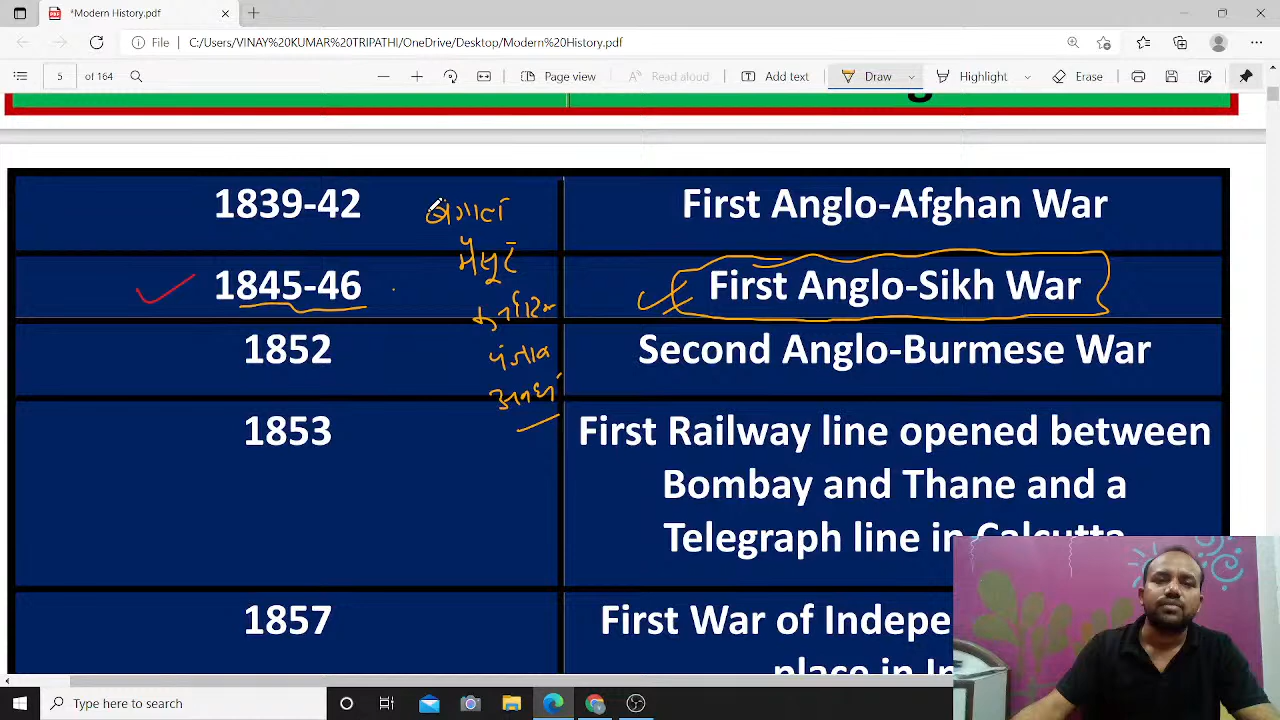 *Modern History.pdf
File C:/Users/VINAY%20KUMAR%20TRIPATHI/OneDrive/Desktop/Modern%20History.pdf
5 of 164 Page view Read aloud Add text Draw Highlight Erase
1839-42 First Anglo-Afghan War
मैसूर
1845-46 First Anglo-Sikh War
पंजाब
1852 Second Anglo-Burmese War
अवध
1853 First Railway line opened between
Bombay and Thane and a
Telegraph line in Calcutta
1857 First War of
place in
Type here to search